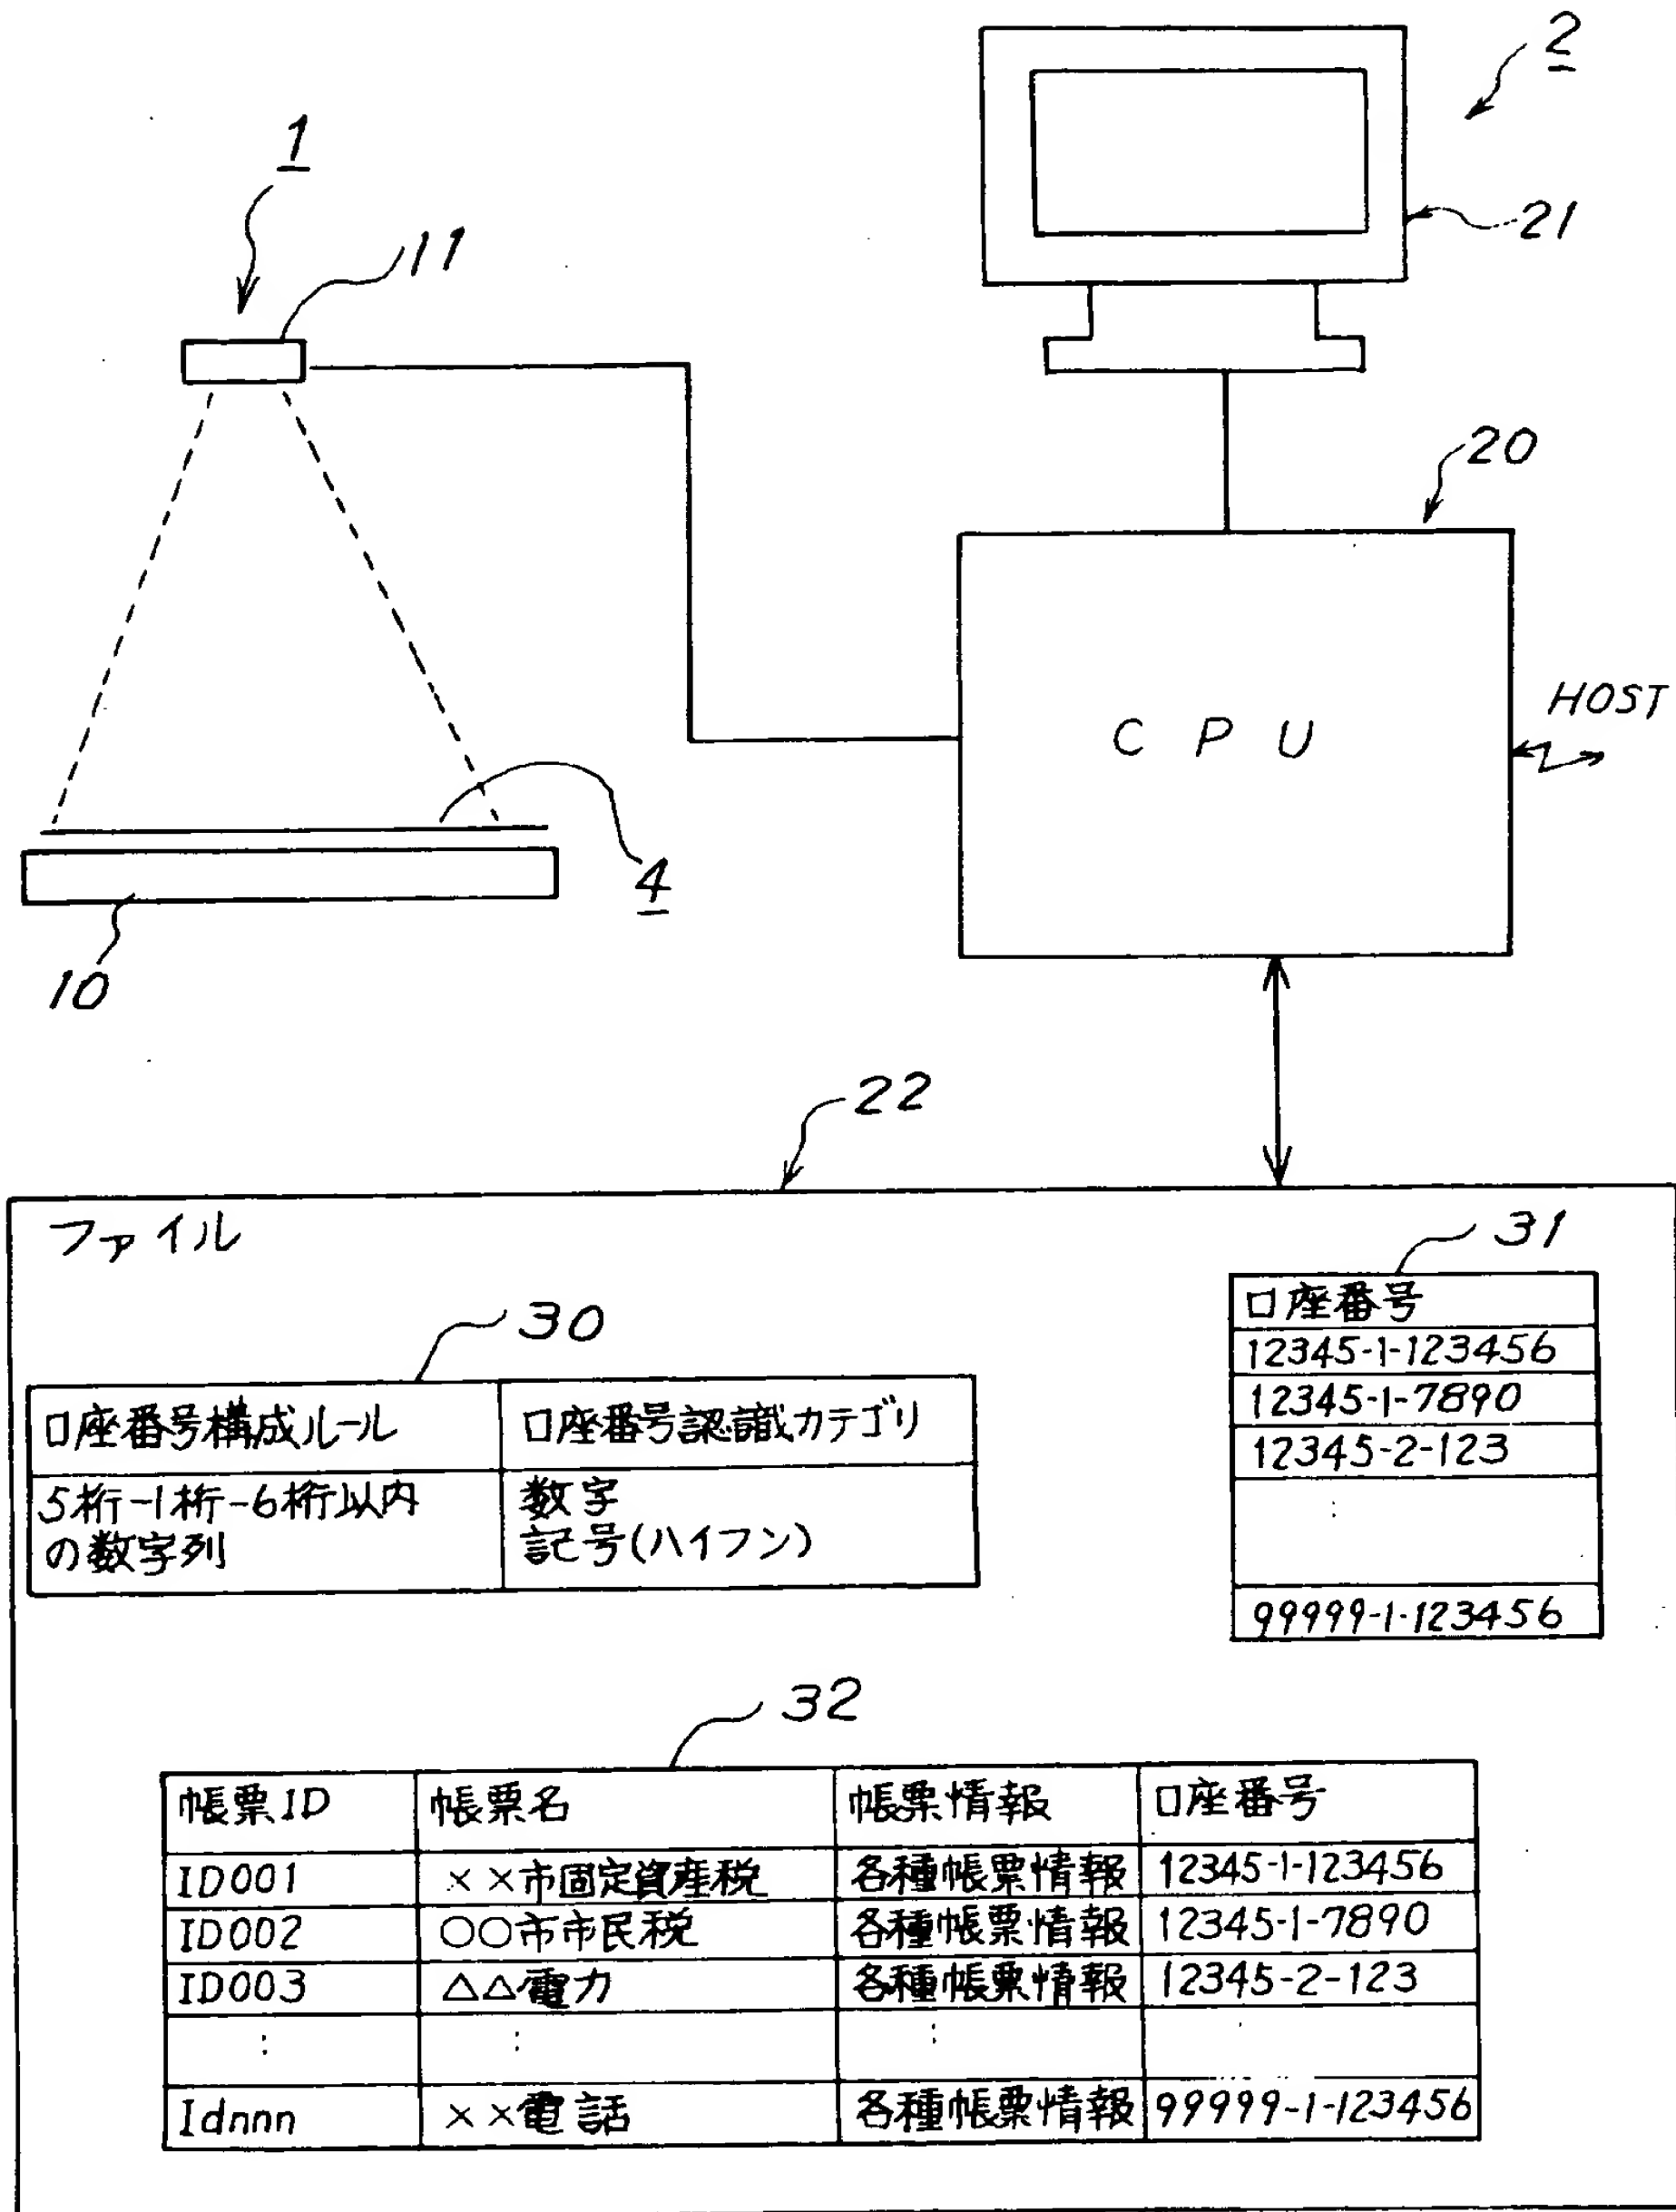 2
1
21
11
20
HOST
CPU
4
10
22
ファイル
31
口座番号
12345-1-123456
12345-1-7890
12345-2-123
:
99999-1-123456
30
口座番号構成ルール 口座番号認識カテゴリ
5桁-1桁-6桁以内 数字
の数字列 記号(ハイフン)
32
帳票ID 帳票名 帳票情報 口座番号
ID001 ××市固定資産税 各種帳票情報 12345-1-123456
ID002 ○○市市民税 各種帳票情報 12345-1-7890
ID003 △△電力 各種帳票情報 12345-2-123
: : : :
Idnnn ××電話 各種帳票情報 99999-1-123456